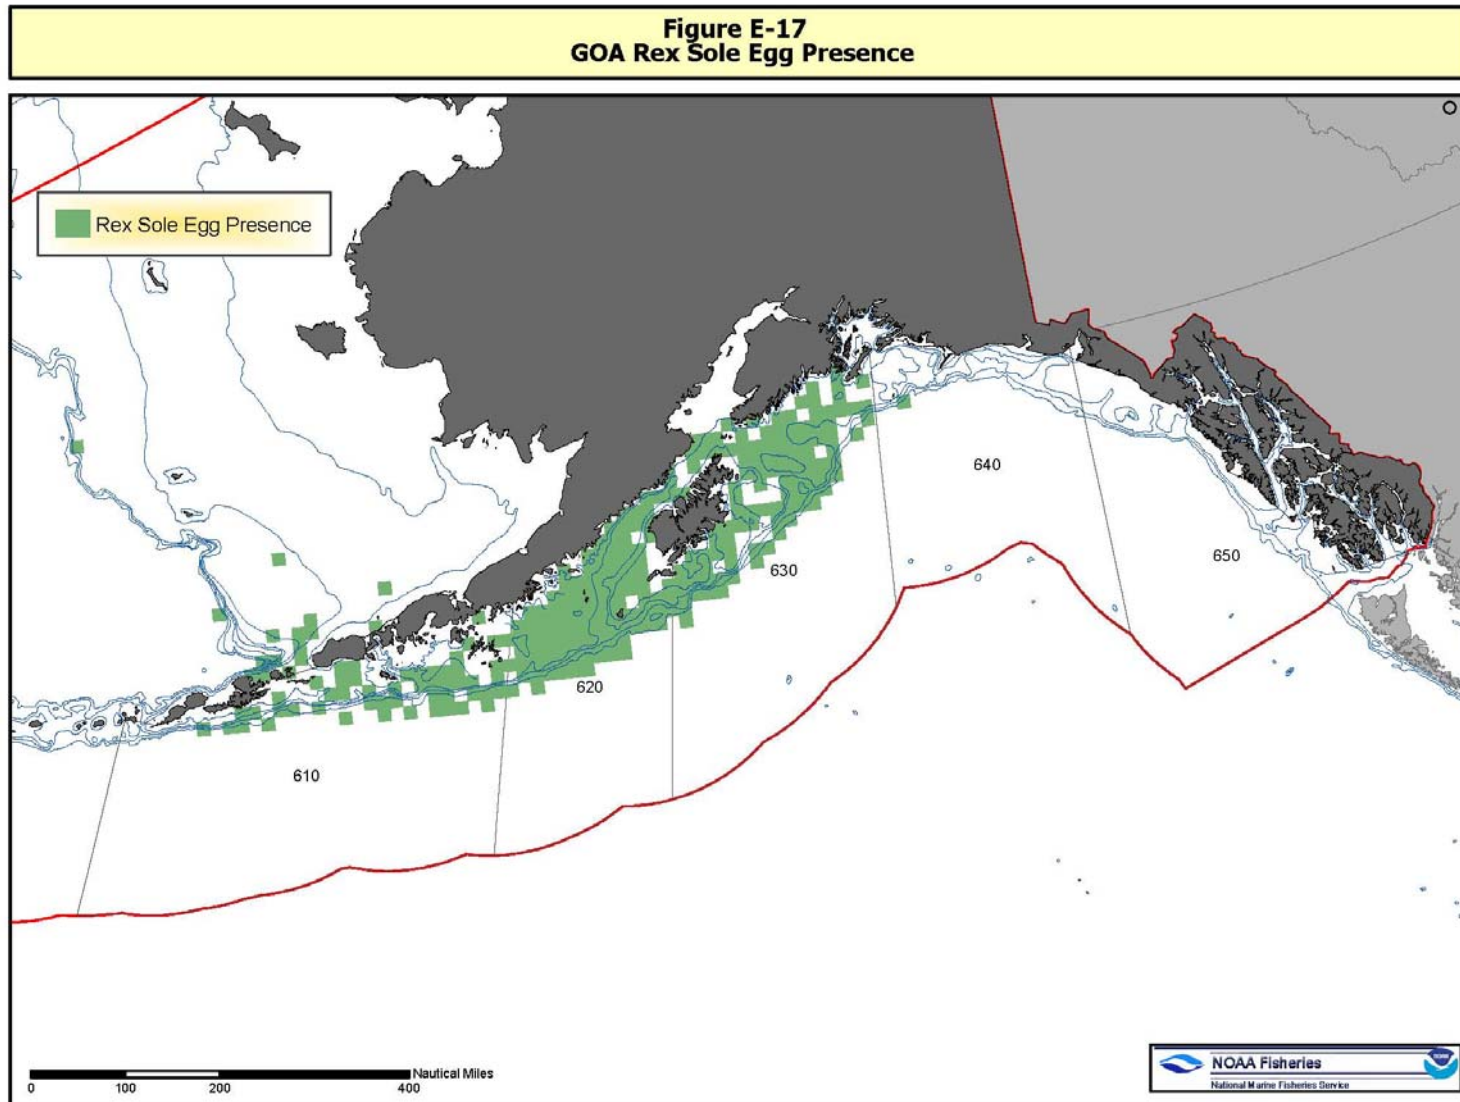 Figure E-17
GOA Rex Sole Egg Presence
Rex Sole Egg Presence
640
650
630
620
610
Nautical Miles
0 100 200 400
NOAA Fisheries
National Marine Fisheries Service